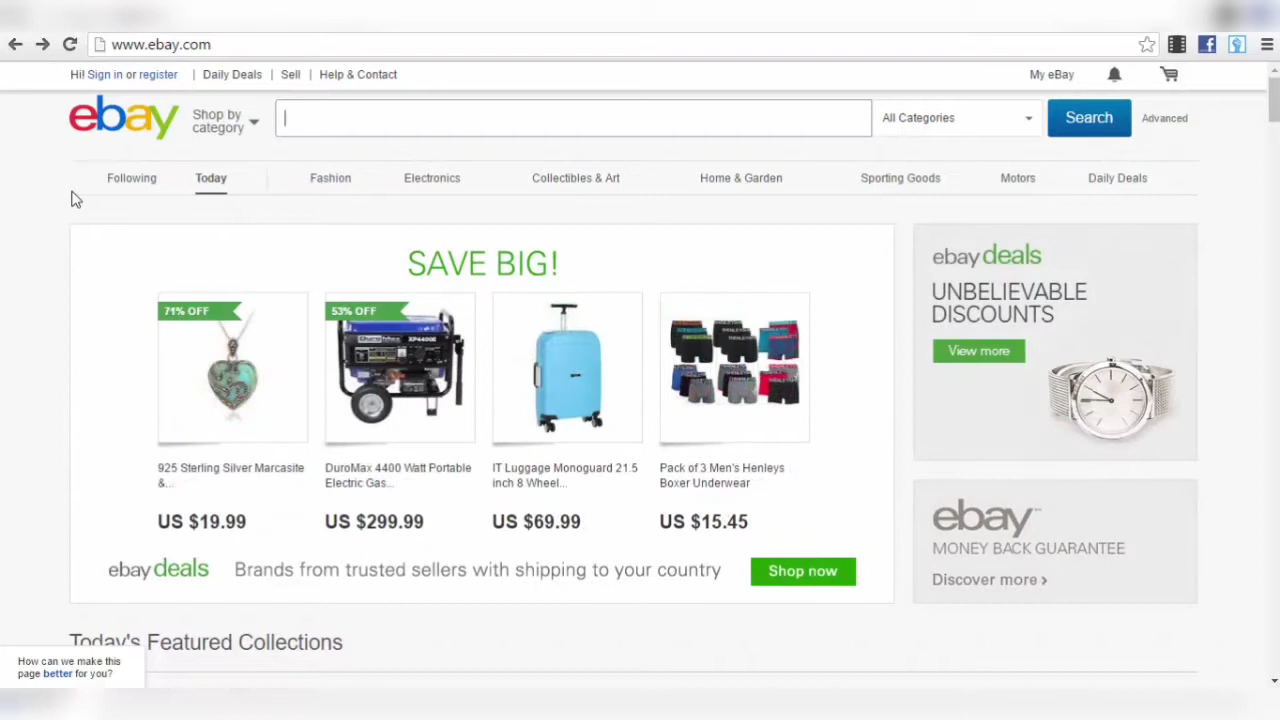 www.ebay.com
Hi! Sign in or register | Daily Deals | Sell | Help & Contact
My eBay
ebay
Shop by
category
All Categories
Search
Advanced
Following
Today
Fashion
Electronics
Collectibles & Art
Home & Garden
Sporting Goods
Motors
Daily Deals
SAVE BIG!
71% OFF
925 Sterling Silver Marcasite
&...
US $19.99
53% OFF
DuroMax
XP4400E
DuroMax 4400 Watt Portable
Electric Gas...
US $299.99
IT Luggage Monoguard 21.5
inch 8 Wheel...
US $69.99
Pack of 3 Men's Henleys
Boxer Underwear
US $15.45
ebay deals
Brands from trusted sellers with shipping to your country
Shop now
ebay deals
UNBELIEVABLE
DISCOUNTS
View more
ebay™
MONEY BACK GUARANTEE
Discover more ›
Today's Featured Collections
How can we make this
page better for you?